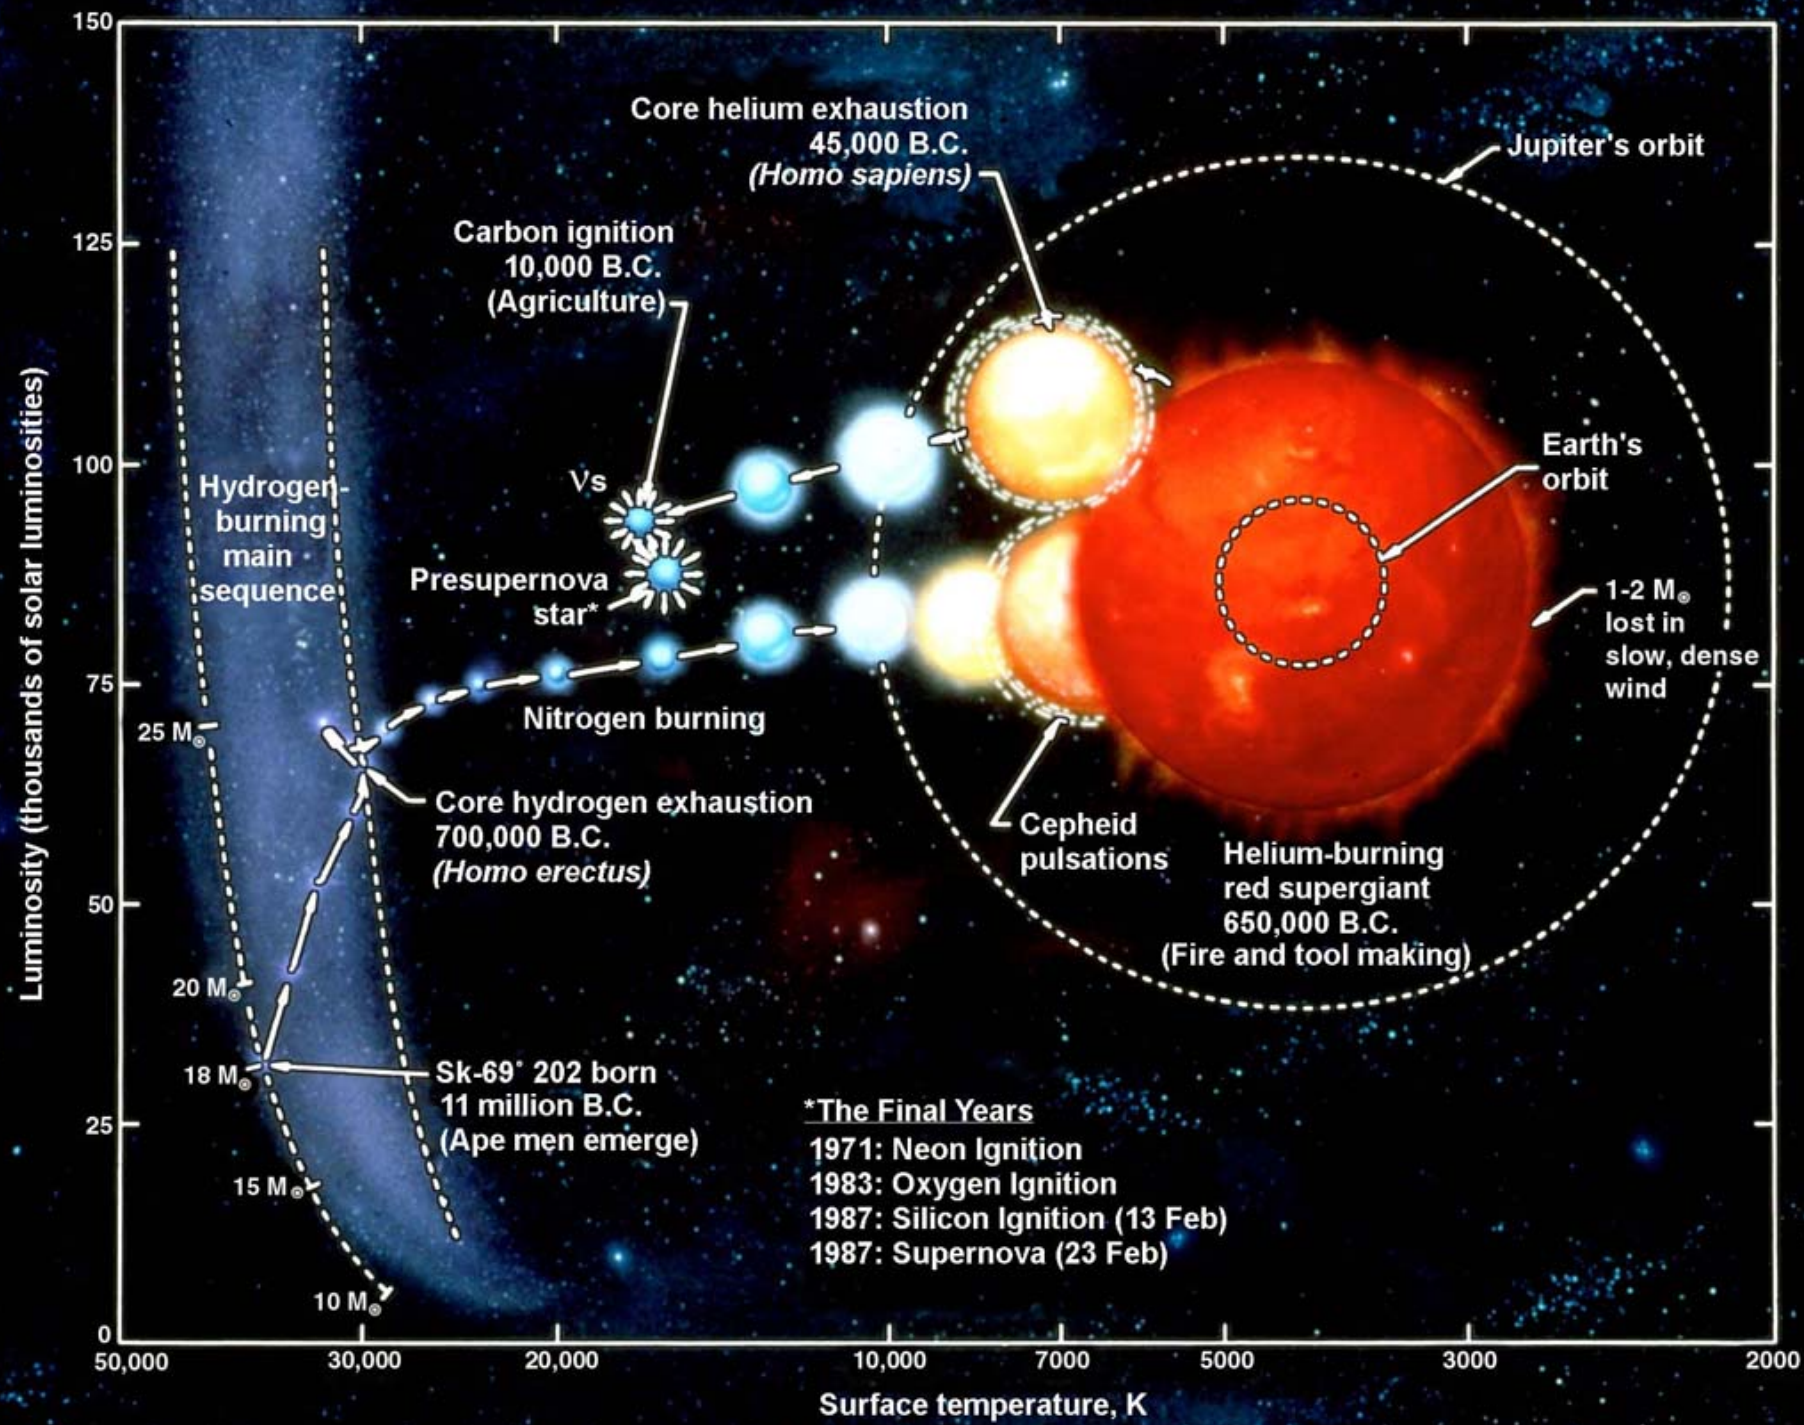 150
Core helium exhaustion
45,000 B.C.
(Homo sapiens)
Jupiter's orbit
Carbon ignition
10,000 B.C.
(Agriculture)
125
Luminosity (thousands of solar luminosities)
100
Hydrogen-
burning
main
sequence
νs
Earth's
orbit
Presupernova
star*
1-2 M☉
lost in
slow, dense
wind
75
25 M☉
Nitrogen burning
Core hydrogen exhaustion
700,000 B.C.
(Homo erectus)
Cepheid
pulsations
Helium-burning
red supergiant
650,000 B.C.
(Fire and tool making)
50
20 M☉
18 M☉
Sk-69° 202 born
11 million B.C.
(Ape men emerge)
25
15 M☉
10 M☉
*The Final Years
1971: Neon Ignition
1983: Oxygen Ignition
1987: Silicon Ignition (13 Feb)
1987: Supernova (23 Feb)
0
50,000 30,000 20,000 10,000 7000 5000 3000 2000
Surface temperature, K